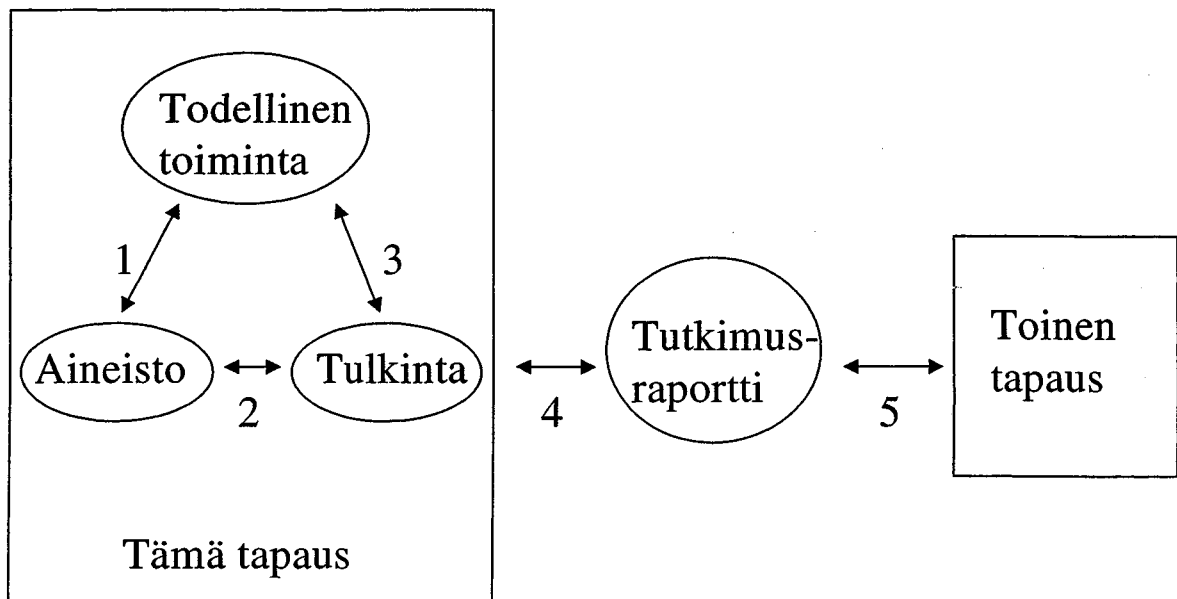 Todellinen
toiminta
1
3
Aineisto
2
Tulkinta
Tämä tapaus
4
Tutkimus-
raportti
5
Toinen
tapaus